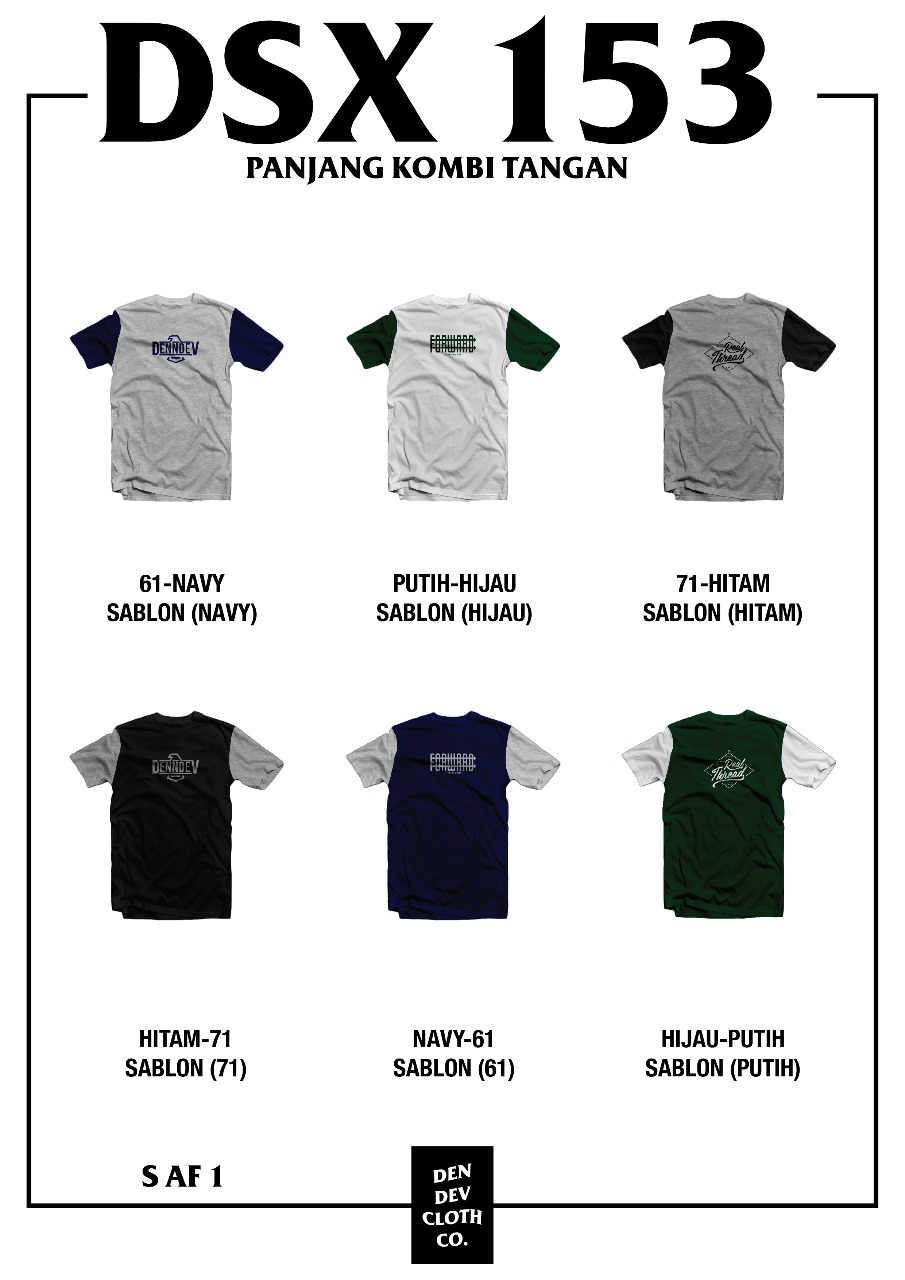 DSX 153
PANJANG KOMBI TANGAN
DENNDEV
FORWARD
Real
Thread
61-NAVY
SABLON (NAVY)
PUTIH-HIJAU
SABLON (HIJAU)
71-HITAM
SABLON (HITAM)
DENNDEV
FORWARD
Real
Thread
HITAM-71
SABLON (71)
NAVY-61
SABLON (61)
HIJAU-PUTIH
SABLON (PUTIH)
S AF 1
DEN
DEV
CLOTH
CO.